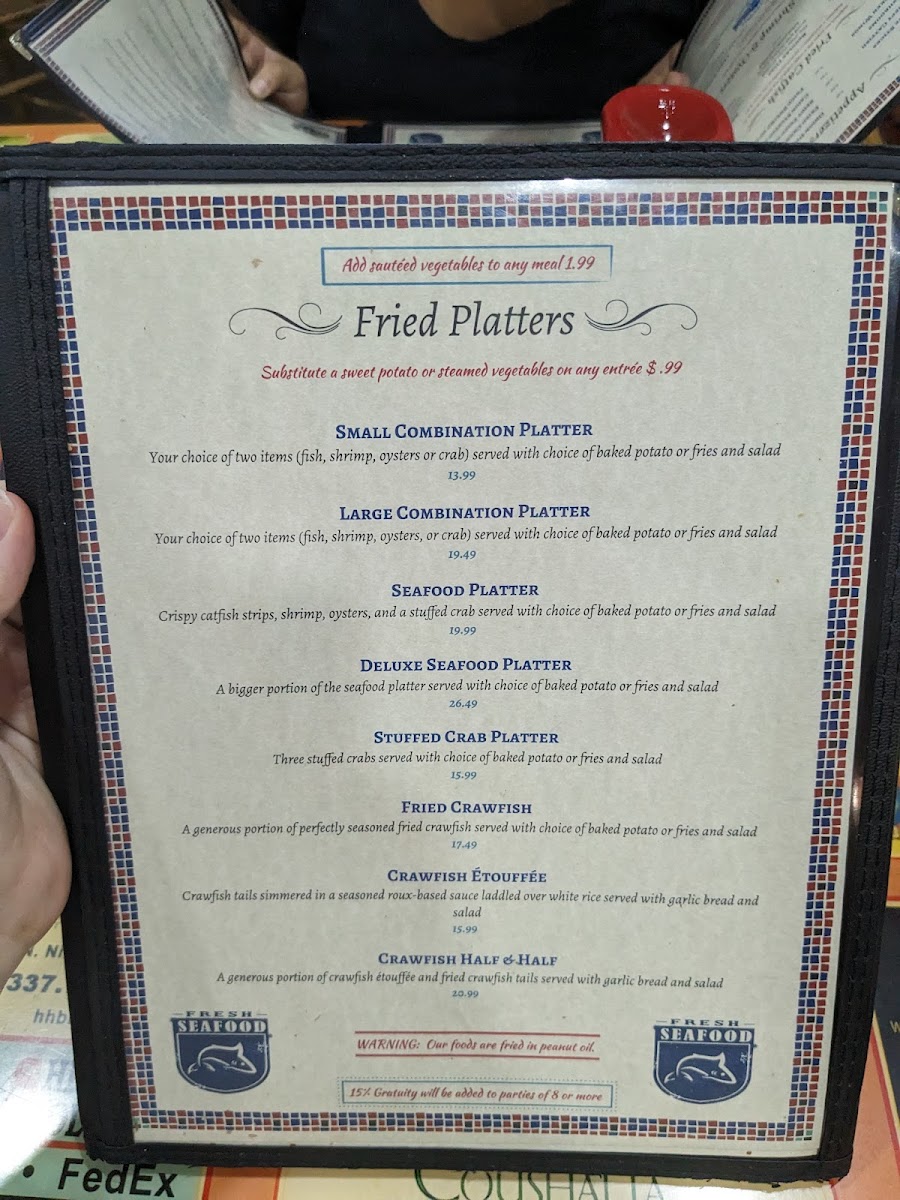 Shrimp & Oysters
Fried Catfish
Appetizers
Add sautéed vegetables to any meal 1.99
Fried Platters
Substitute a sweet potato or steamed vegetables on any entrée $ .99
Small Combination Platter
Your choice of two items (fish, shrimp, oysters or crab) served with choice of baked potato or fries and salad
13.99
Large Combination Platter
Your choice of two items (fish, shrimp, oysters, or crab) served with choice of baked potato or fries and salad
19.49
Seafood Platter
Crispy catfish strips, shrimp, oysters, and a stuffed crab served with choice of baked potato or fries and salad
19.99
Deluxe Seafood Platter
A bigger portion of the seafood platter served with choice of baked potato or fries and salad
26.49
Stuffed Crab Platter
Three stuffed crabs served with choice of baked potato or fries and salad
15.99
Fried Crawfish
A generous portion of perfectly seasoned fried crawfish served with choice of baked potato or fries and salad
17.49
Crawfish Étouffée
Crawfish tails simmered in a seasoned roux-based sauce laddled over white rice served with garlic bread and
salad
15.99
Crawfish Half & Half
A generous portion of crawfish étouffée and fried crawfish tails served with garlic bread and salad
20.99
FRESH
SEAFOOD
WARNING: Our foods are fried in peanut oil.
FRESH
SEAFOOD
15% Gratuity will be added to parties of 8 or more
337.
hhb
• FedEx
COUSHATTA